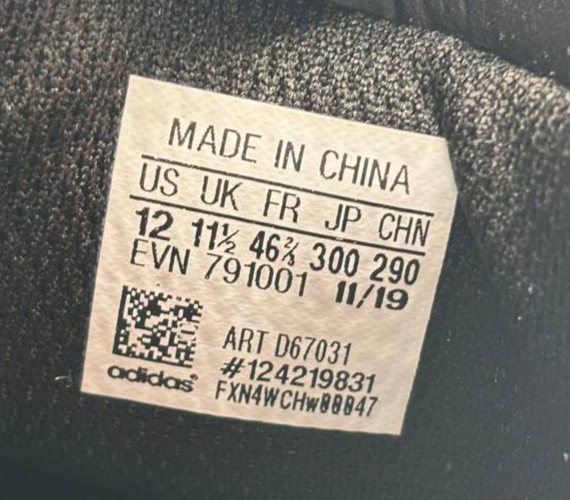 MADE IN CHINA
US UK FR JP CHN
12 11½ 46⅔ 300 290
EVN 791001 11/19
ART D67031
#124219831
adidas
FXN4WCHw00047